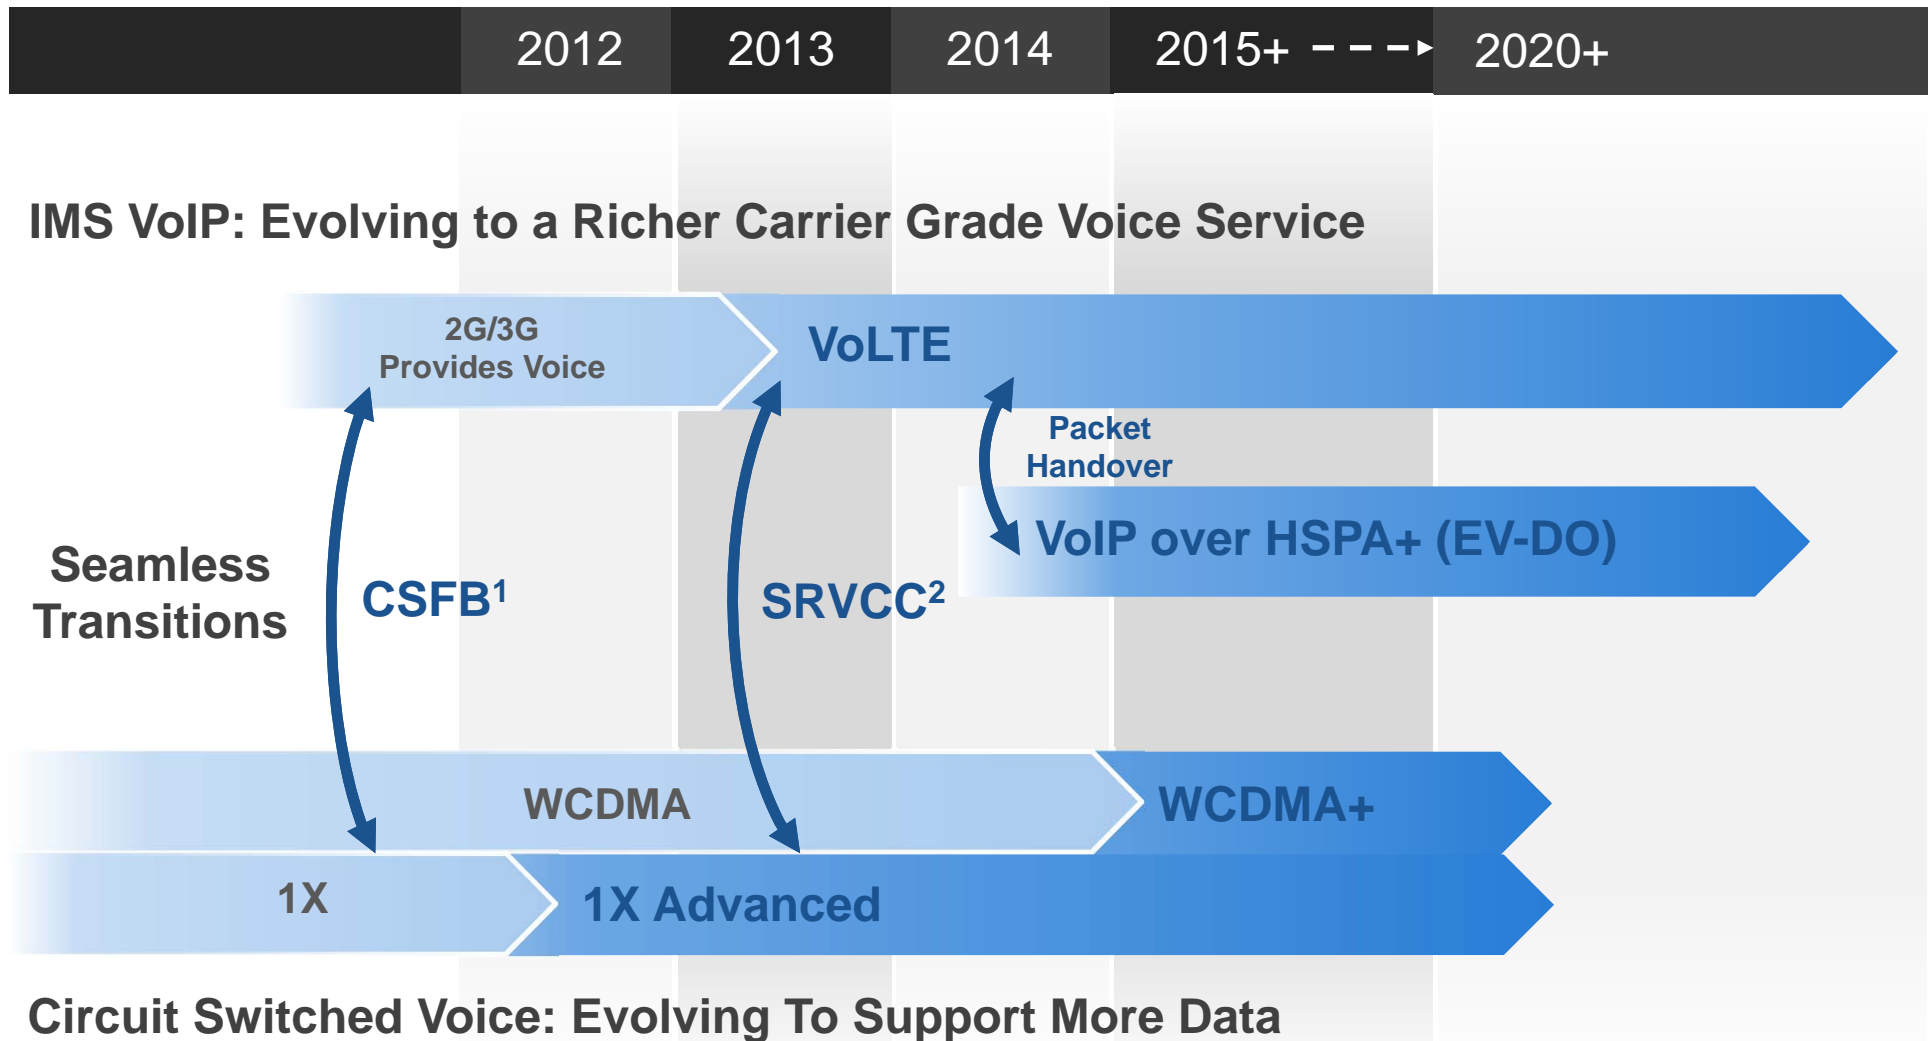 2012 2013 2014 2015+ 2020+
IMS VoIP: Evolving to a Richer Carrier Grade Voice Service
2G/3G
Provides Voice
VoLTE
Packet
Handover
VoIP over HSPA+ (EV-DO)
Seamless
Transitions
CSFB¹
SRVCC²
WCDMA
WCDMA+
1X
1X Advanced
Circuit Switched Voice: Evolving To Support More Data